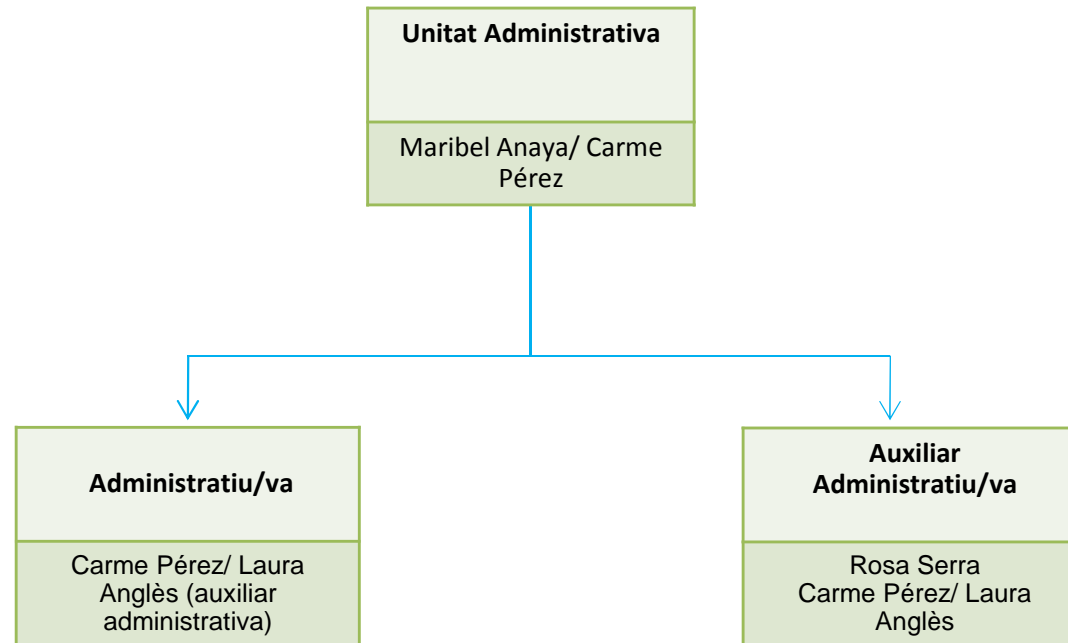 Unitat Administrativa
Maribel Anaya/ Carme
Pérez
Administratiu/va
Carme Pérez/ Laura
Anglès (auxiliar
administrativa)
Auxiliar
Administratiu/va
Rosa Serra
Carme Pérez/ Laura
Anglès